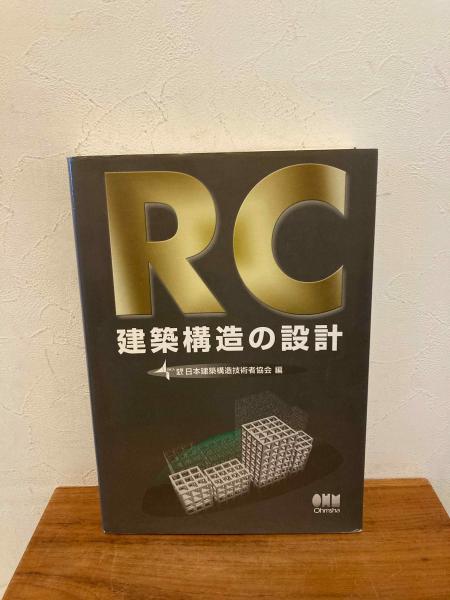 RC
建築構造の設計
日本建築構造技術者協会 編
OHM
Ohmsha